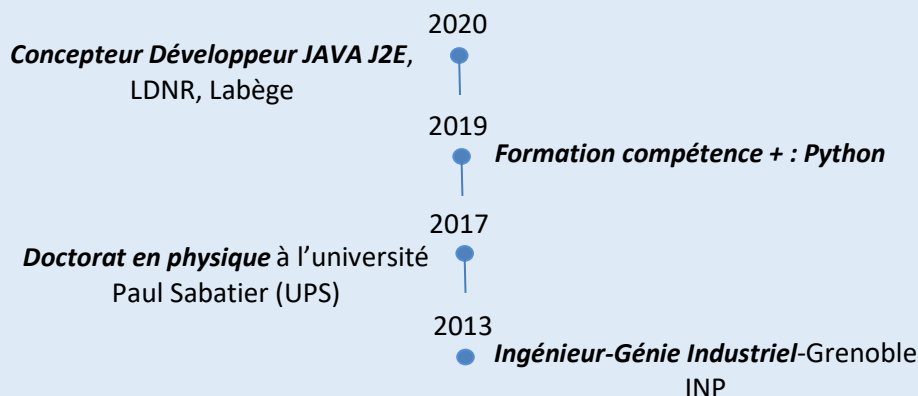 2020
Concepteur Développeur JAVA J2E,
LDNR, Labège
2019
Formation compétence + : Python
2017
Doctorat en physique à l’université
Paul Sabatier (UPS)
2013
Ingénieur-Génie Industriel-Grenoble
INP